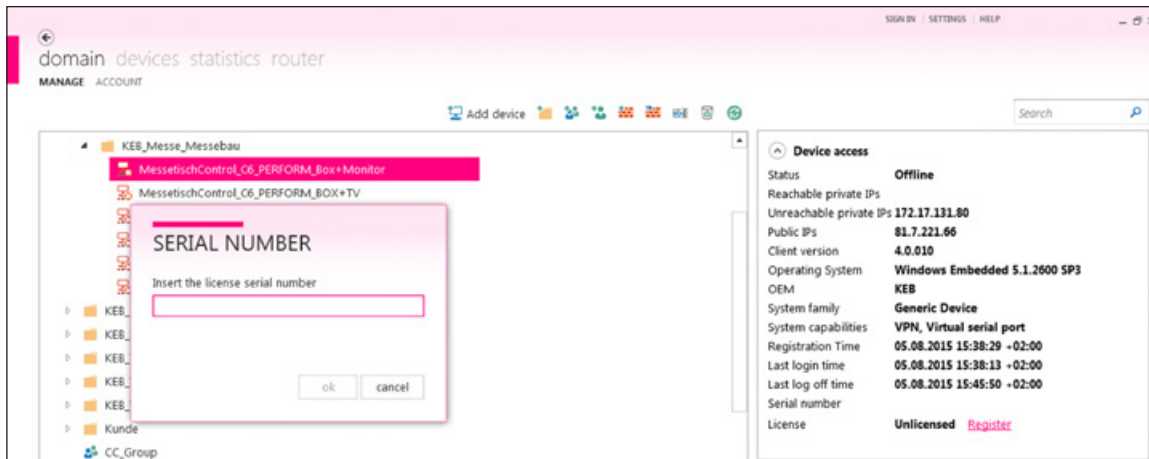 SIGN IN | SETTINGS | HELP
domain devices statistics router
MANAGE ACCOUNT
Add device
Search
KEB_Messe_Messebau
MessetischControl_C6_PERFORM_Box+Monitor
MessetischControl_C6_PERFORM_BOX+TV
SERIAL NUMBER
Insert the license serial number
ok cancel
KEB_
KEB_
KEB_
KEB_
KEB_
Kunde
CC_Group
Device access
Status Offline
Reachable private IPs
Unreachable private IPs 172.17.131.80
Public IPs 81.7.221.66
Client version 4.0.010
Operating System Windows Embedded 5.1.2600 SP3
OEM KEB
System family Generic Device
System capabilities VPN, Virtual serial port
Registration Time 05.08.2015 15:38:29 +02:00
Last login time 05.08.2015 15:38:13 +02:00
Last log off time 05.08.2015 15:45:50 +02:00
Serial number
License Unlicensed Register